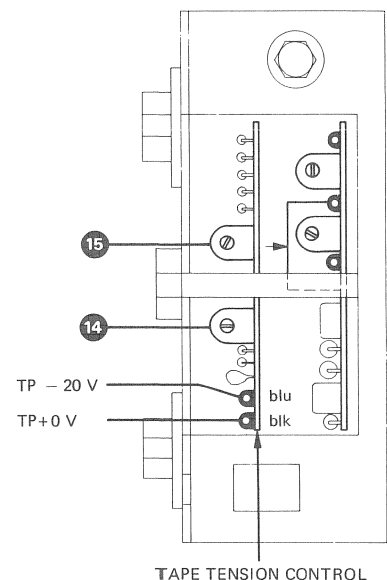 15
14
TP – 20 V
blu
TP+0 V
blk
TAPE TENSION CONTROL